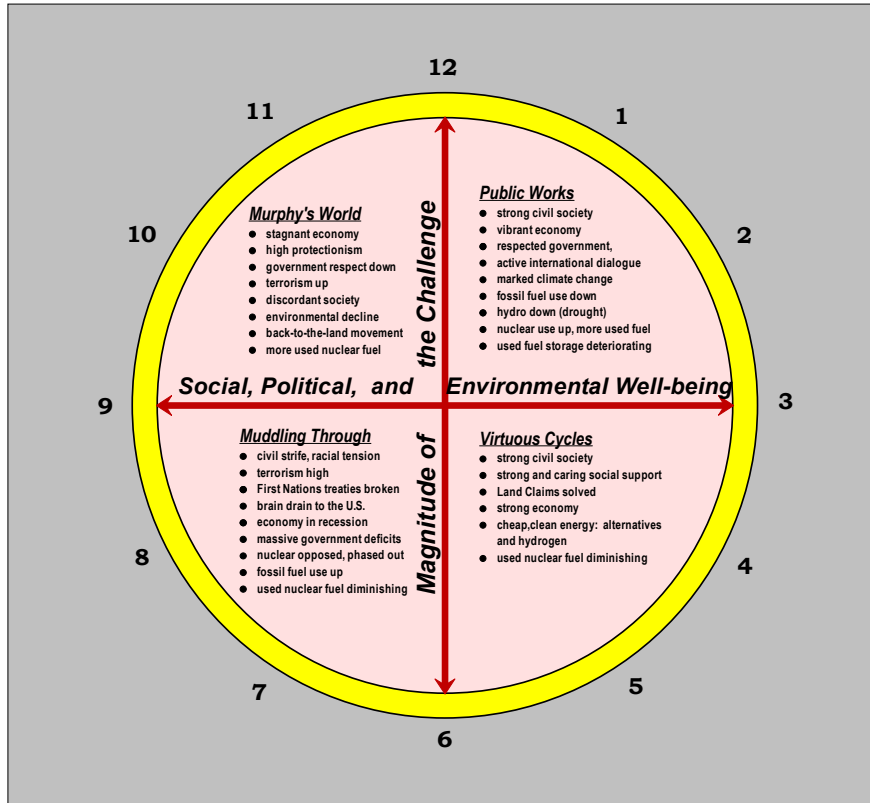 12
11
1
10
2
9
3
8
4
7
5
6
Murphy's World
● stagnant economy
● high protectionism
● government respect down
● terrorism up
● discordant society
● environmental decline
● back-to-the-land movement
● more used nuclear fuel
Public Works
● strong civil society
● vibrant economy
● respected government,
● active international dialogue
● marked climate change
● fossil fuel use down
● hydro down (drought)
● nuclear use up, more used fuel
● used fuel storage deteriorating
Social, Political, and Environmental Well-being
Magnitude of the Challenge
Muddling Through
● civil strife, racial tension
● terrorism high
● First Nations treaties broken
● brain drain to the U.S.
● economy in recession
● massive government deficits
● nuclear opposed, phased out
● fossil fuel use up
● used nuclear fuel diminishing
Virtuous Cycles
● strong civil society
● strong and caring social support
● Land Claims solved
● strong economy
● cheap,clean energy: alternatives
and hydrogen
● used nuclear fuel diminishing